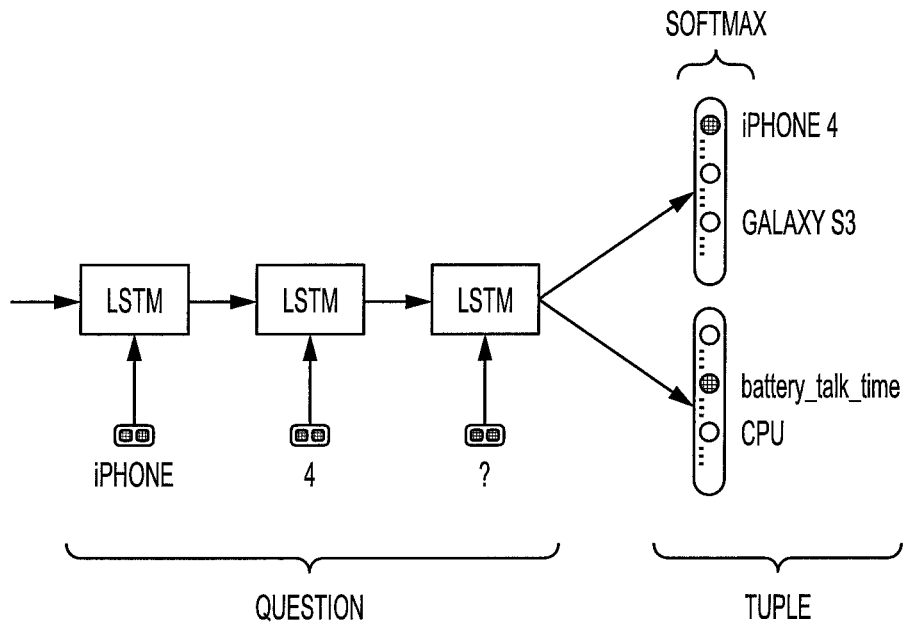 SOFTMAX
iPHONE 4
GALAXY S3
LSTM LSTM LSTM
battery_talk_time
CPU
iPHONE 4 ?
QUESTION TUPLE